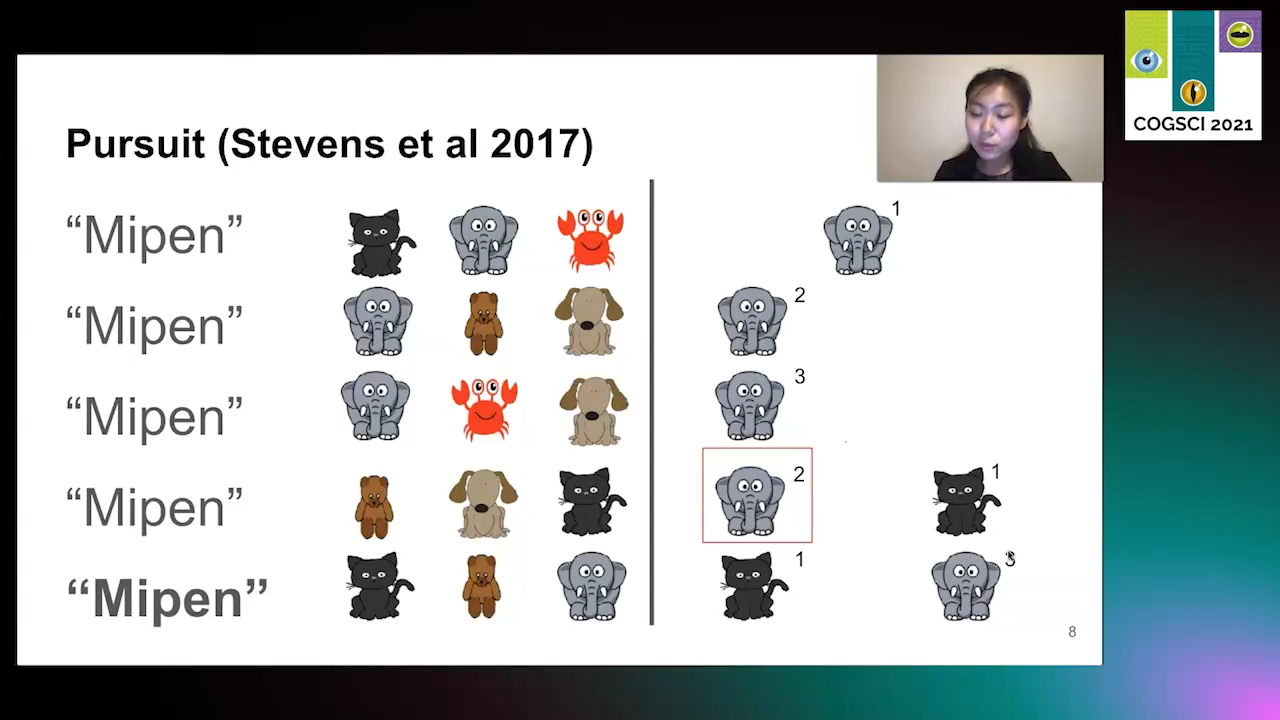 COGSCI 2021
Pursuit (Stevens et al 2017)
“Mipen” 1
“Mipen” 2
“Mipen” 3
“Mipen” 2 1
“Mipen” 1 3
8